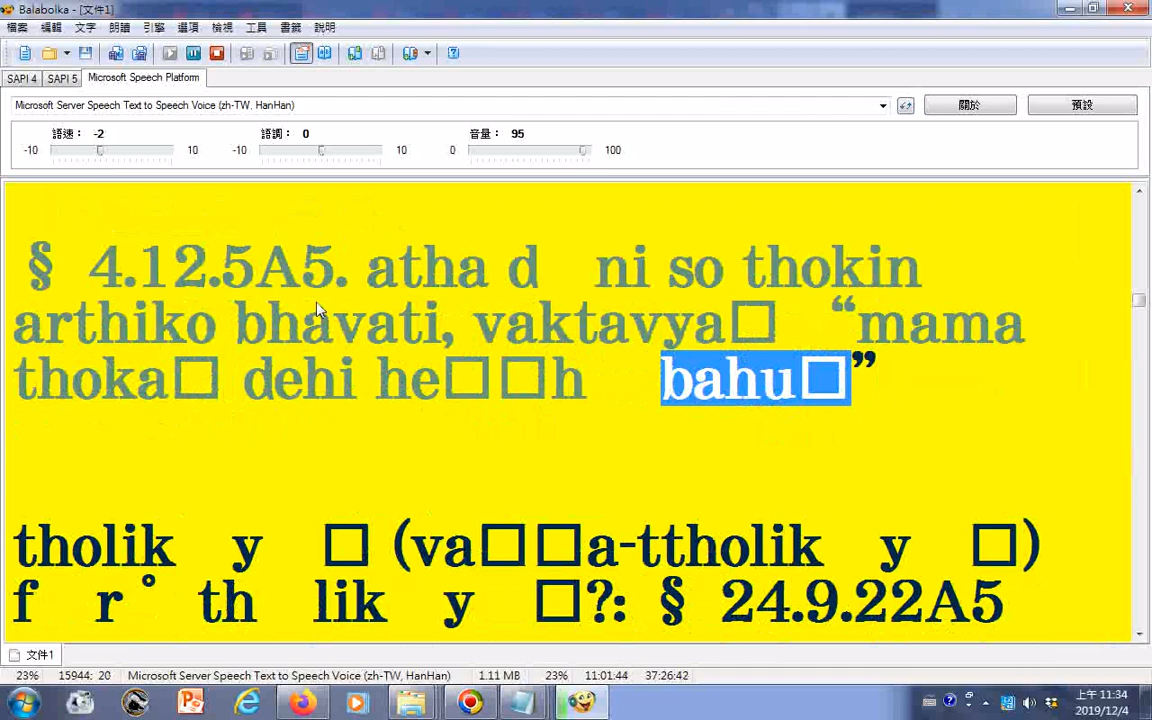 Balabolka - [文件1]
檔案 編輯 文字 朗讀 引擎 選項 檢視 工具 書籤 說明
SAPI 4 SAPI 5 Microsoft Speech Platform
Microsoft Server Speech Text to Speech Voice (zh-TW, HanHan) 關於 預設
語速： -2 語調： 0 音量： 95
-10 10 -10 10 0 100
§ 4.12.5A5. atha d ni so thokin
arthiko bhavati, vaktavya□ “mama
thoka□ dehi he□□h bahu□”
tholik y □ (va□□a-ttholik y □)
f r° th lik y □?: § 24.9.22A5
文件1
23% 15944: 20 Microsoft Server Speech Text to Speech Voice (zh-TW, HanHan) 1.11 MB 23% 11:01:44 37:26:42
上午 11:34
2019/12/4